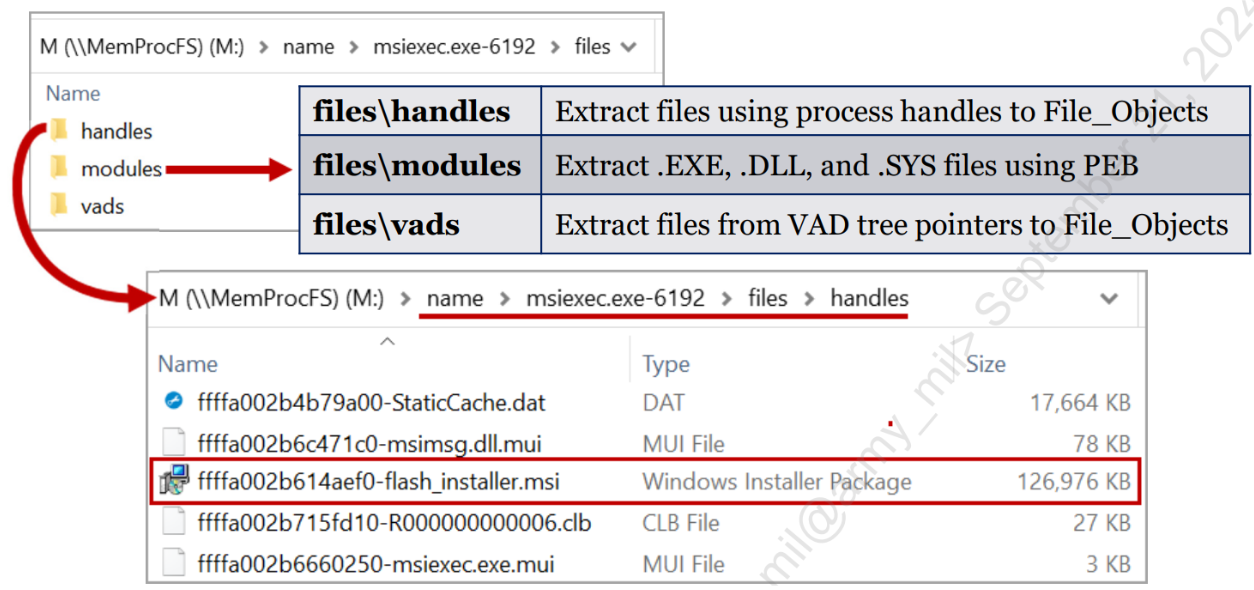 M (\\MemProcFS) (M:) > name > msiexec.exe-6192 > files
Name
handles
modules
vads
files\handles Extract files using process handles to File_Objects
files\modules Extract .EXE, .DLL, and .SYS files using PEB
files\vads Extract files from VAD tree pointers to File_Objects
M (\\MemProcFS) (M:) > name > msiexec.exe-6192 > files > handles
Name Type Size
ffffa002b4b79a00-StaticCache.dat DAT 17,664 KB
ffffa002b6c471c0-msimsg.dll.mui MUI File 78 KB
ffffa002b614aef0-flash_installer.msi Windows Installer Package 126,976 KB
ffffa002b715fd10-R000000000006.clb CLB File 27 KB
ffffa002b6660250-msiexec.exe.mui MUI File 3 KB
mil@army_mil> September 21, 2024